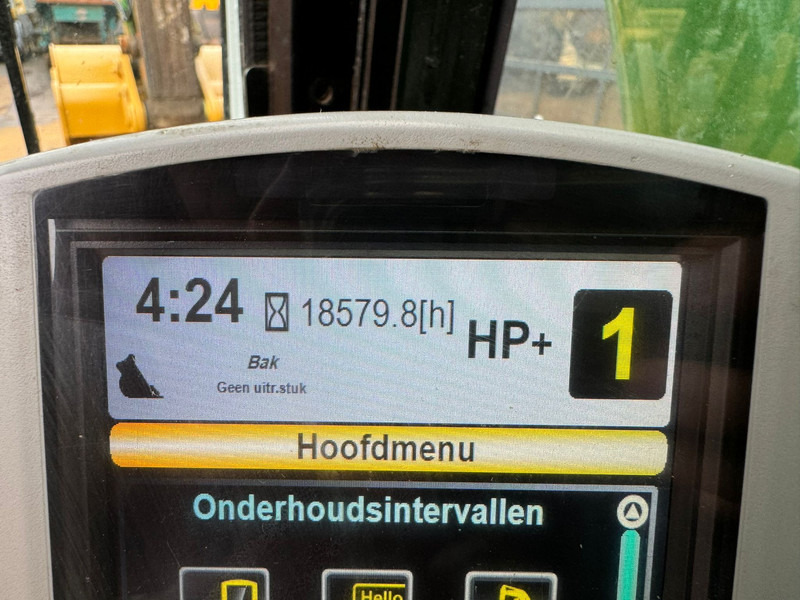 4:24 18579.8[h] HP+ 1
Bak
Geen uitr.stuk
Hoofdmenu
Onderhoudsintervallen
Hello